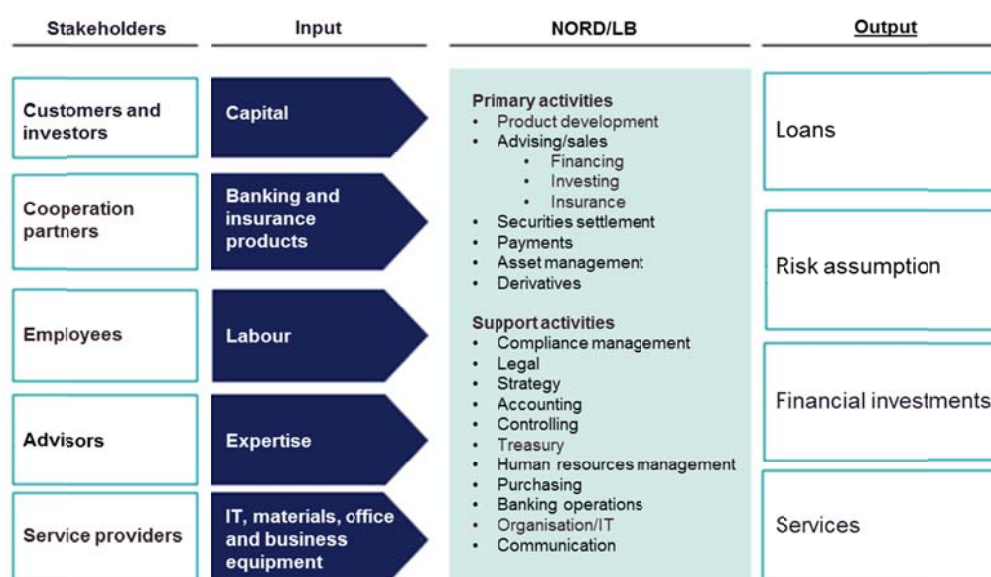 Stakeholders
Input
NORD/LB
Output
Customers and
investors
Capital
Cooperation
partners
Banking and
insurance
products
Employees
Labour
Advisors
Expertise
Service providers
IT, materials, office
and business
equipment
Primary activities
• Product development
• Advising/sales
• Financing
• Investing
• Insurance
• Securities settlement
• Payments
• Asset management
• Derivatives
Support activities
• Compliance management
• Legal
• Strategy
• Accounting
• Controlling
• Treasury
• Human resources management
• Purchasing
• Banking operations
• Organisation/IT
• Communication
Loans
Risk assumption
Financial investments
Services